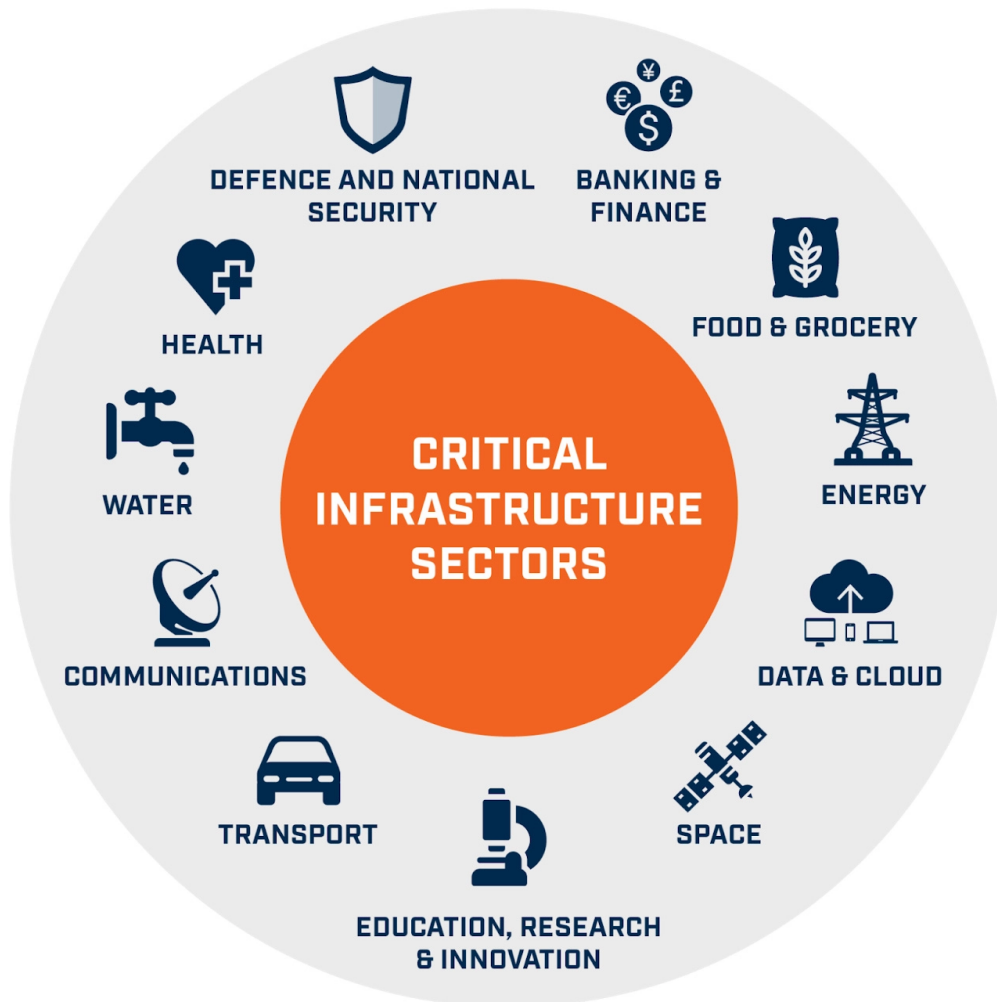 DEFENCE AND NATIONAL
SECURITY
BANKING &
FINANCE
FOOD & GROCERY
ENERGY
DATA & CLOUD
SPACE
EDUCATION, RESEARCH
& INNOVATION
TRANSPORT
COMMUNICATIONS
WATER
HEALTH
CRITICAL
INFRASTRUCTURE
SECTORS
¥
€
£
$